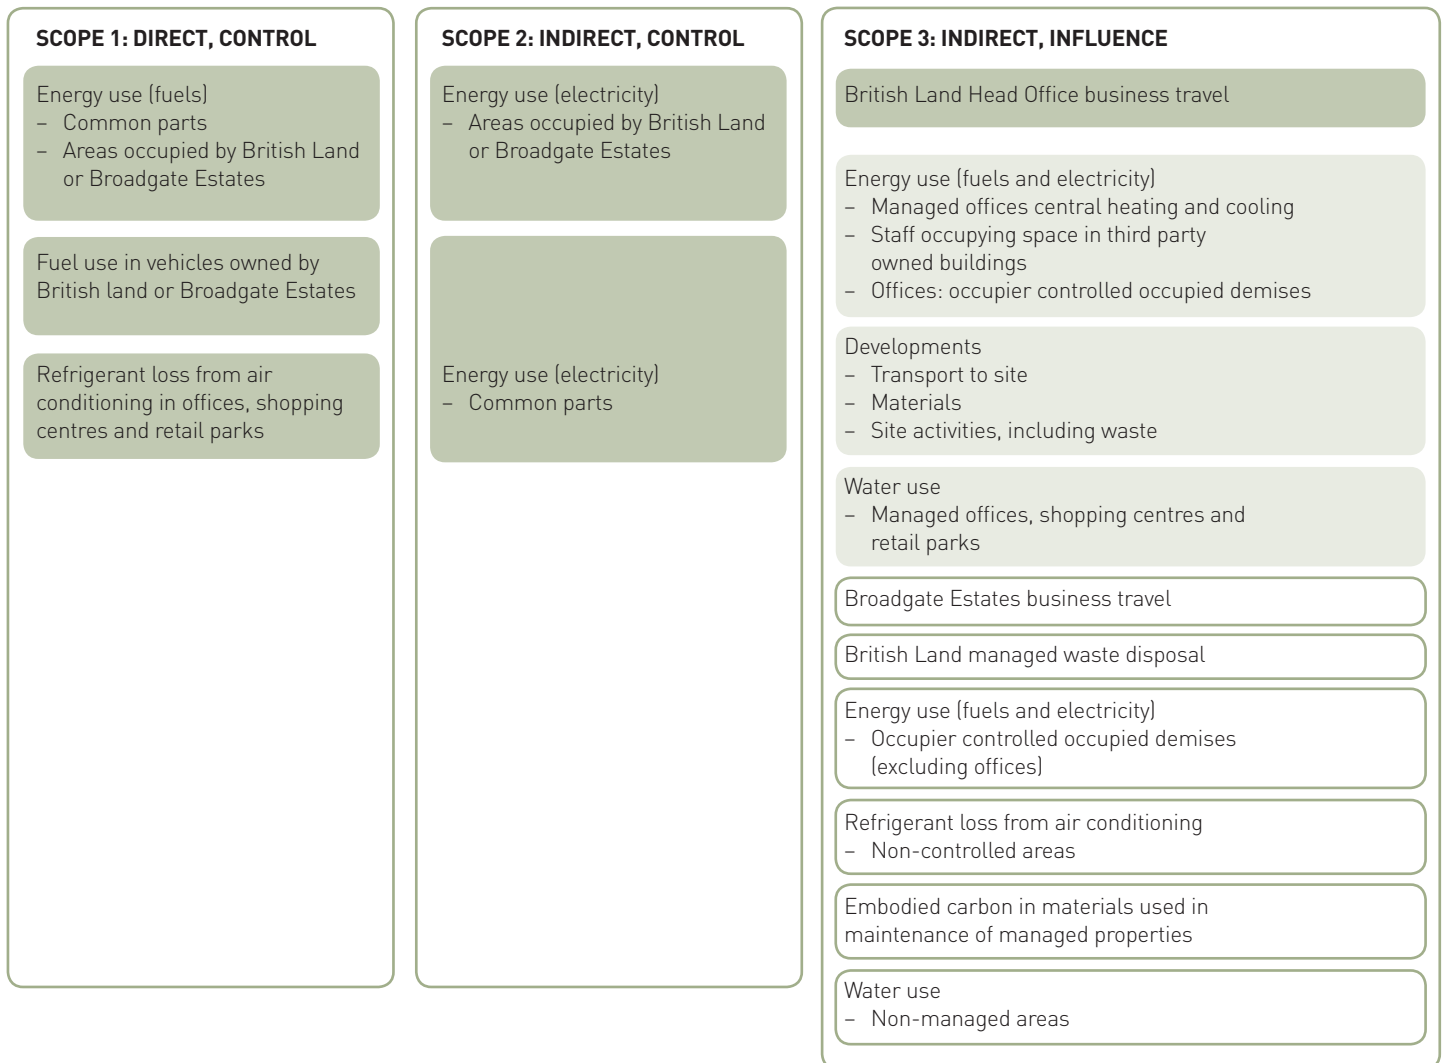 SCOPE 1: DIRECT, CONTROL
Energy use (fuels)
– Common parts
– Areas occupied by British Land
or Broadgate Estates
Fuel use in vehicles owned by
British land or Broadgate Estates
Refrigerant loss from air
conditioning in offices, shopping
centres and retail parks
SCOPE 2: INDIRECT, CONTROL
Energy use (electricity)
– Areas occupied by British Land
or Broadgate Estates
Energy use (electricity)
– Common parts
SCOPE 3: INDIRECT, INFLUENCE
British Land Head Office business travel
Energy use (fuels and electricity)
– Managed offices central heating and cooling
– Staff occupying space in third party
owned buildings
– Offices: occupier controlled occupied demises
Developments
– Transport to site
– Materials
– Site activities, including waste
Water use
– Managed offices, shopping centres and
retail parks
Broadgate Estates business travel
British Land managed waste disposal
Energy use (fuels and electricity)
– Occupier controlled occupied demises
(excluding offices)
Refrigerant loss from air conditioning
– Non-controlled areas
Embodied carbon in materials used in
maintenance of managed properties
Water use
– Non-managed areas